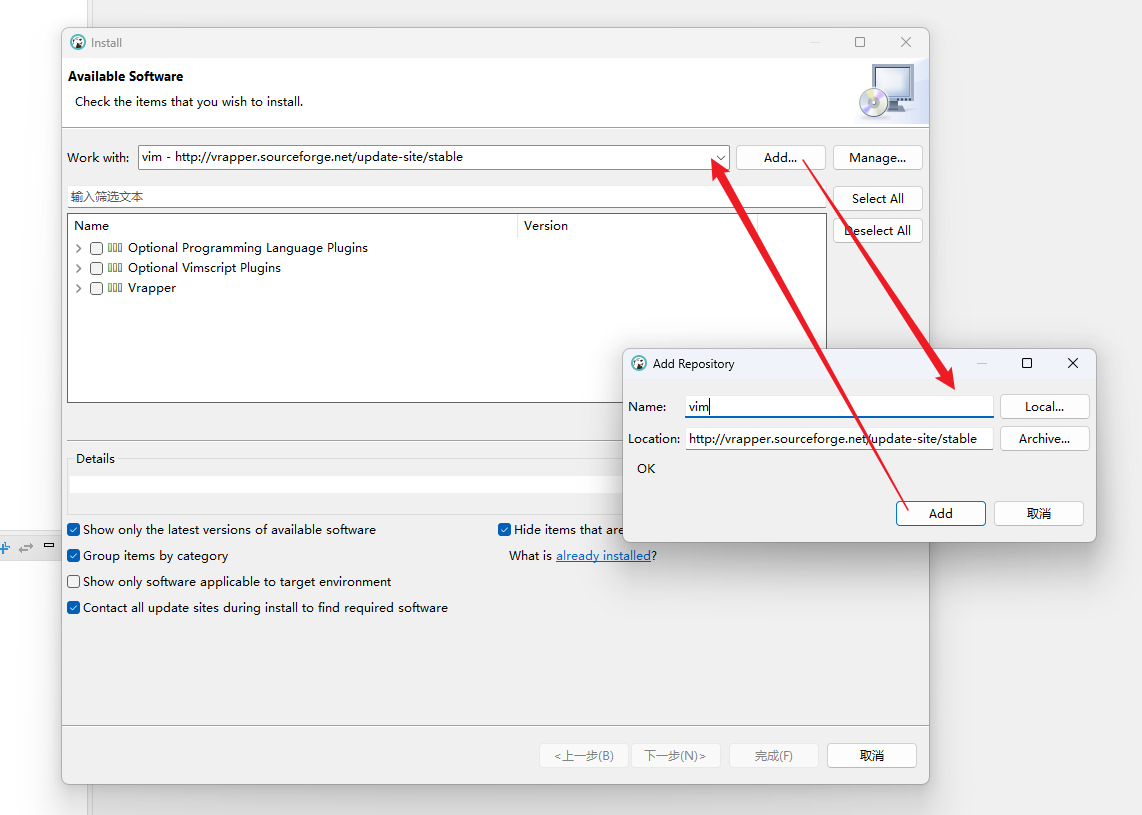 Install
Available Software
Check the items that you wish to install.
Work with: vim - http://vrapper.sourceforge.net/update-site/stable Add... Manage...
输入筛选文本 Select All
Name Version Deselect All
Optional Programming Language Plugins
Optional Vimscript Plugins
Vrapper
Add Repository
Name: vim Local...
Location: http://vrapper.sourceforge.net/update-site/stable Archive...
OK
Add 取消
Details
Show only the latest versions of available software Hide items that are
Group items by category What is already installed?
Show only software applicable to target environment
Contact all update sites during install to find required software
<上一步(B) 下一步(N)> 完成(F) 取消